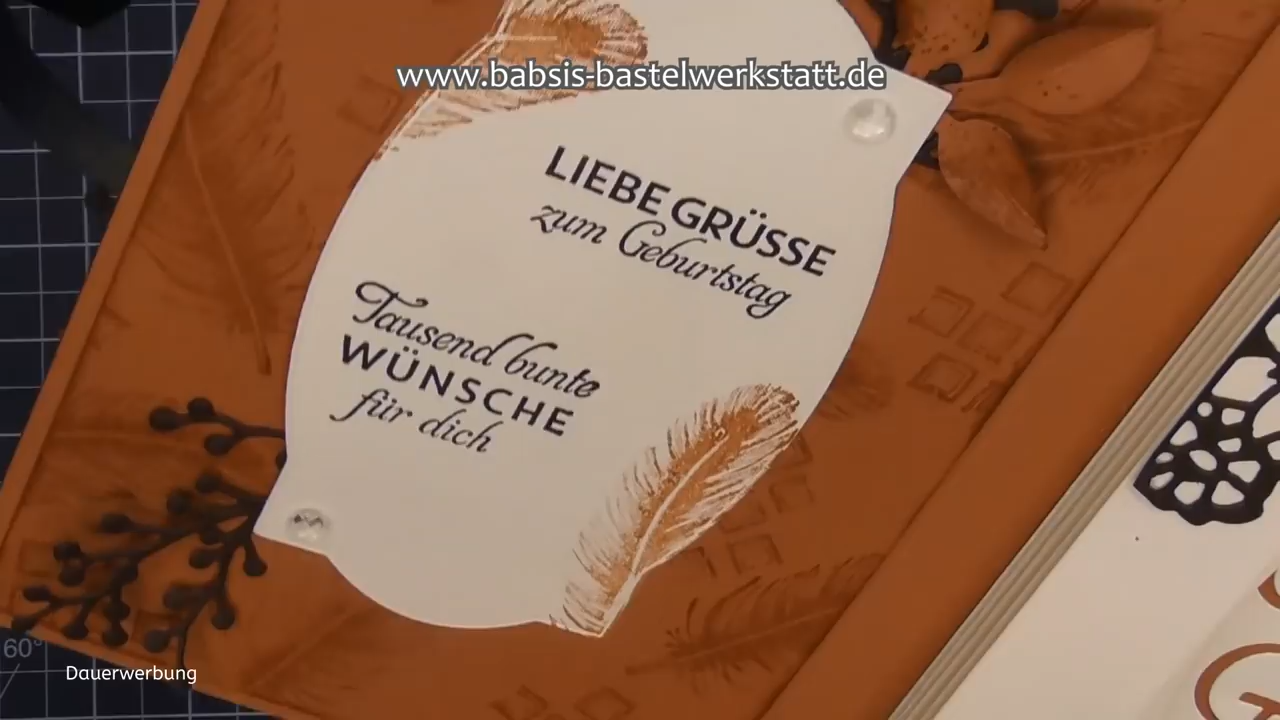 www.babsis-bastelwerkstatt.de
LIEBE GRÜSSE
zum Geburtstag
Tausend bunte
WÜNSCHE
für dich
60°
Dauerwerbung